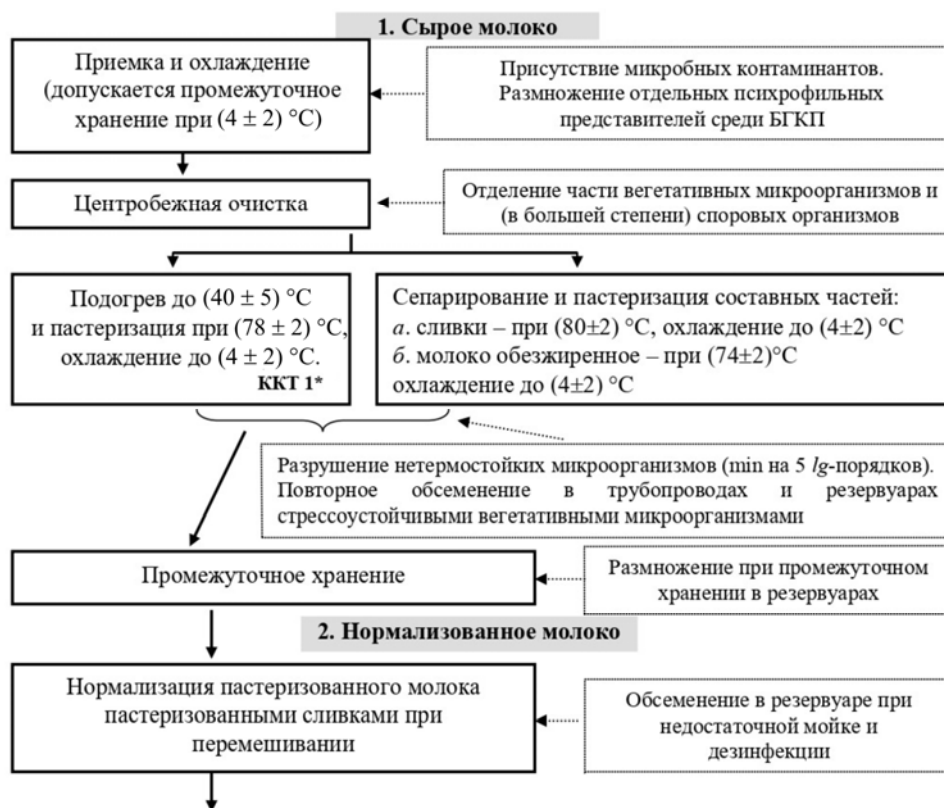 1. Сырое молоко
Приемка и охлаждение
(допускается промежуточное
хранение при (4 ± 2) °C)
Присутствие микробных контаминантов.
Размножение отдельных психрофильных
представителей среди БГКП
Центробежная очистка
Отделение части вегетативных микроорганизмов и
(в большей степени) споровых организмов
Подогрев до (40 ± 5) °C
и пастеризация при (78 ± 2) °C,
охлаждение до (4 ± 2) °C.
ККТ 1*
Сепарирование и пастеризация составных частей:
а. сливки – при (80±2) °C, охлаждение до (4±2) °C
б. молоко обезжиренное – при (74±2)°C
охлаждение до (4±2) °C
Разрушение нетермостойких микроорганизмов (min на 5 lg-порядков).
Повторное обсеменение в трубопроводах и резервуарах
стрессоустойчивыми вегетативными микроорганизмами
Промежуточное хранение
Размножение при промежуточном
хранении в резервуарах
2. Нормализованное молоко
Нормализация пастеризованного молока
пастеризованными сливками при
перемешивании
Обсеменение в резервуаре при
недостаточной мойке и
дезинфекции